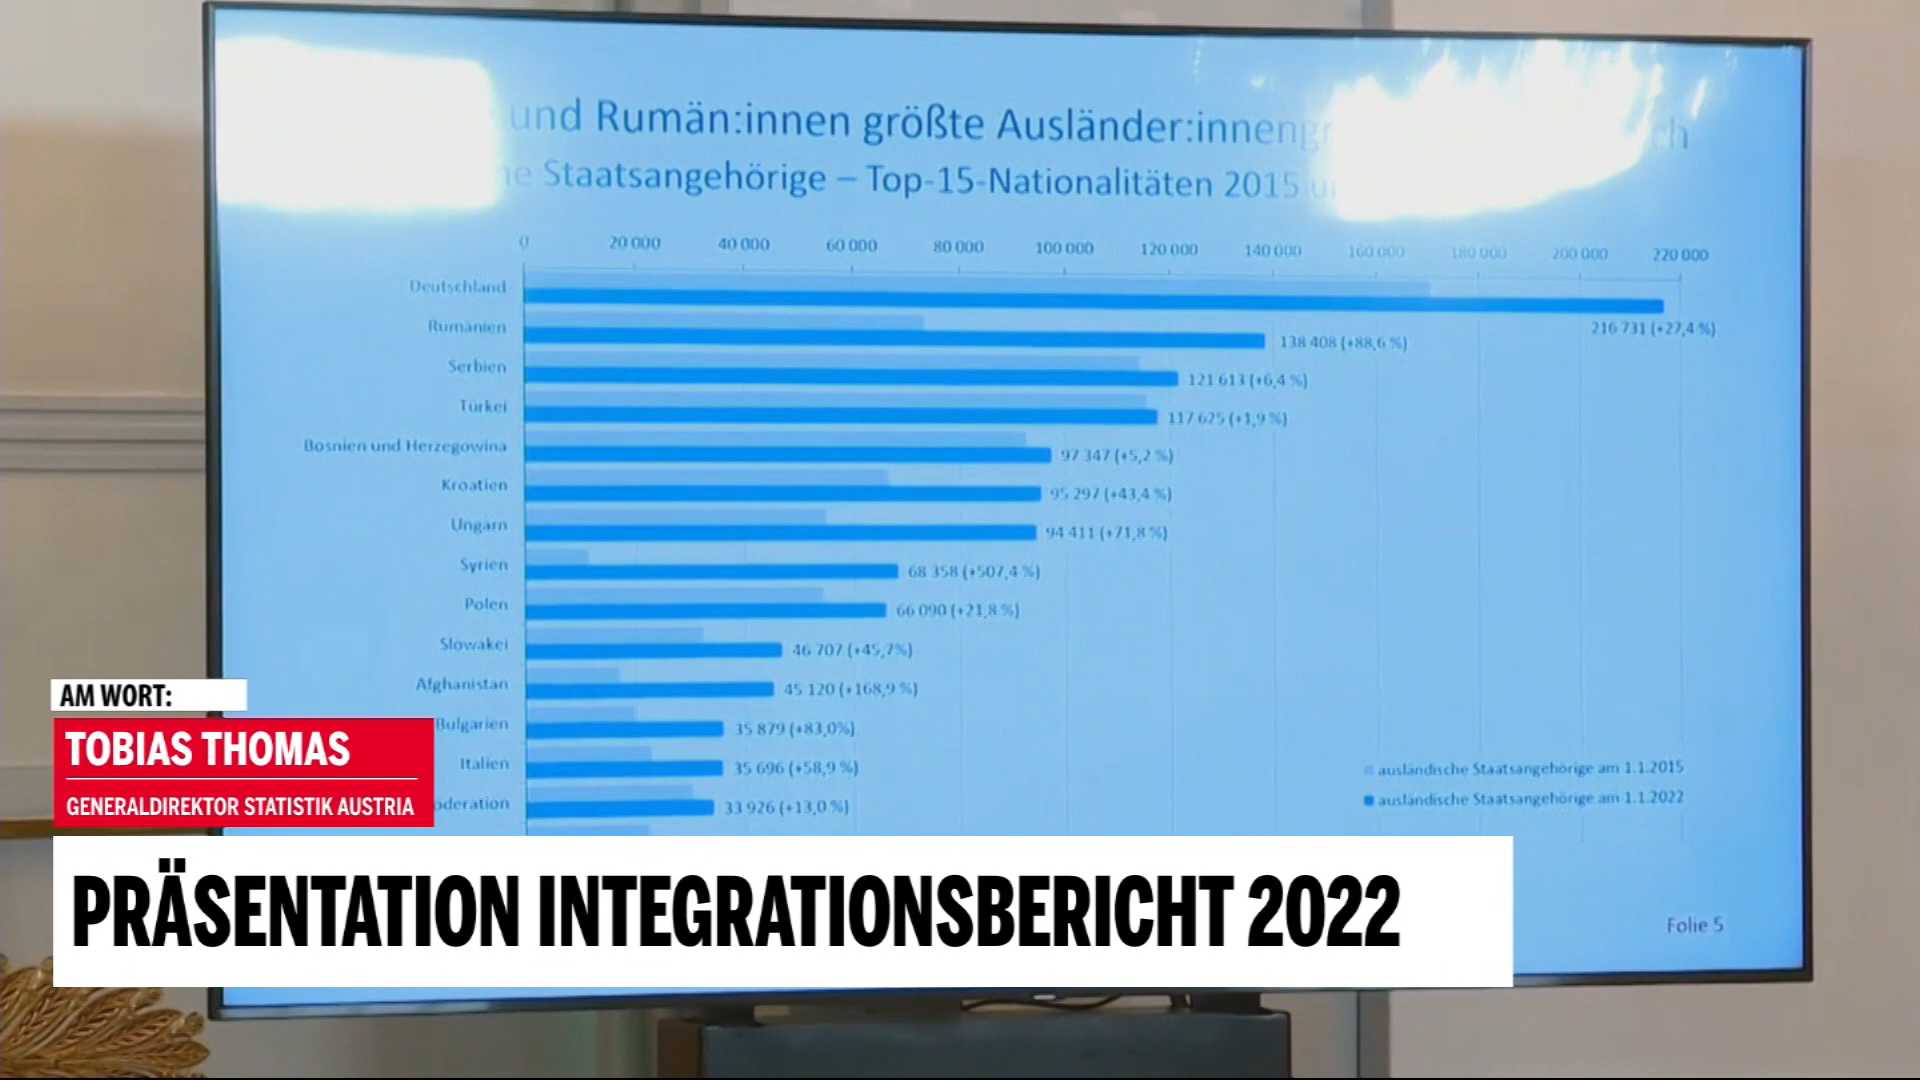 und Rumän:innen größte Ausländer:inneng
Staatsangehörige – Top-15-Nationalitäten 2015
0 20 000 40 000 60 000 80 000 100 000 120 000 140 000 160 000 180 000 200 000 220 000
Deutschland 216 731 (+27,4 %)
Rumänien 138 408 (+88,6 %)
Serbien 121 613 (+6,4 %)
Türkei 117 625 (+1,9 %)
Bosnien und Herzegowina 97 347 (+5,2 %)
Kroatien 95 297 (+43,4 %)
Ungarn 94 411 (+71,8 %)
Syrien 68 358 (+507,4 %)
Polen 66 090 (+21,8 %)
Slowakei 46 707 (+45,7%)
Afghanistan 45 120 (+168,9 %)
Bulgarien 35 879 (+83,0%)
Italien 35 696 (+58,9 %)
öderation 33 926 (+13,0 %)
ausländische Staatsangehörige am 1.1.2015
ausländische Staatsangehörige am 1.1.2022
Folie 5
AM WORT:
TOBIAS THOMAS
GENERALDIREKTOR STATISTIK AUSTRIA
PRÄSENTATION INTEGRATIONSBERICHT 2022